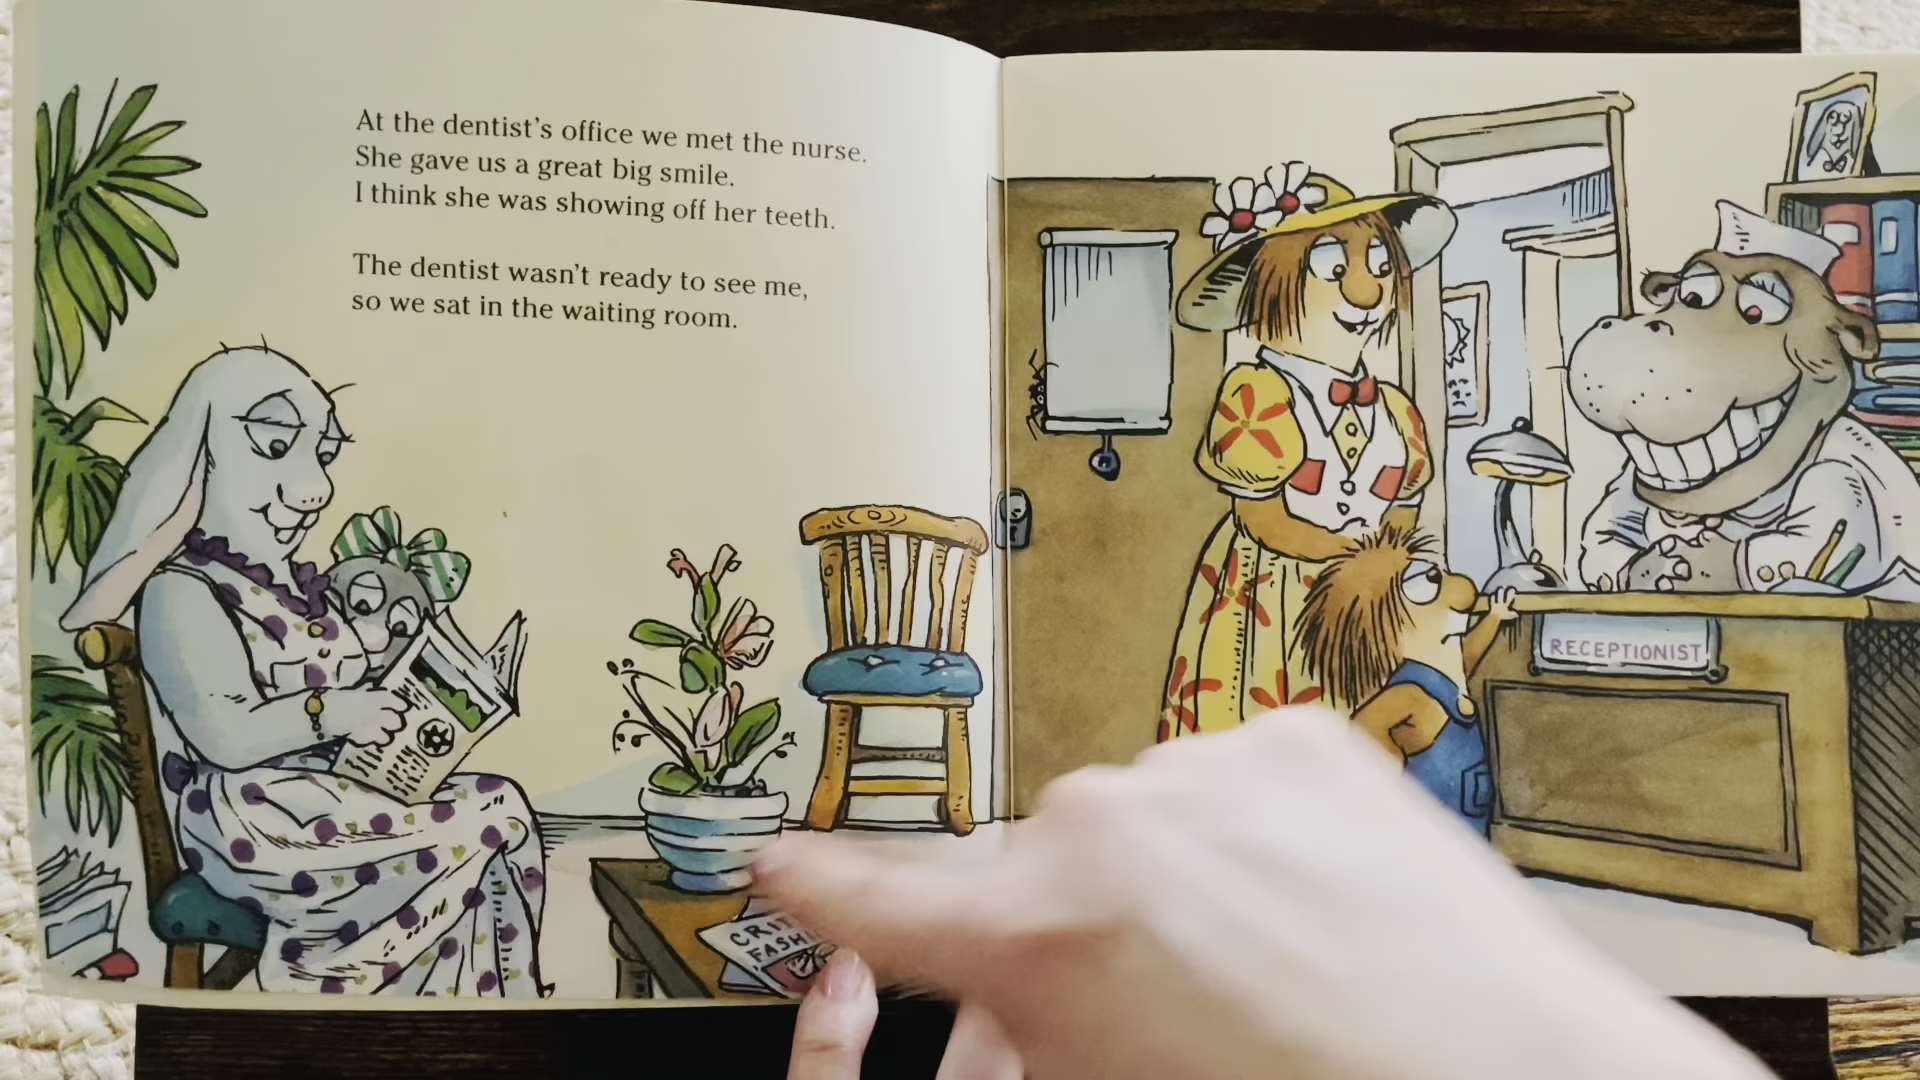 At the dentist's office we met the nurse.
She gave us a great big smile.
I think she was showing off her teeth.
The dentist wasn't ready to see me,
so we sat in the waiting room.
RECEPTIONIST